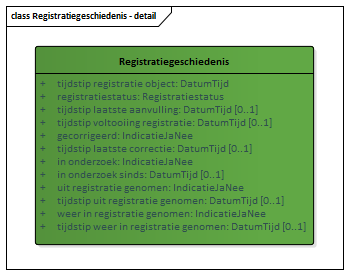 class Registratiegeschiedenis - detail
Registratiegeschiedenis
+ tijdstip registratie object: DatumTijd
+ registratiestatus: Registratiestatus
+ tijdstip laatste aanvulling: DatumTijd [0..1]
+ tijdstip voltooiing registratie: DatumTijd [0..1]
+ gecorrigeerd: IndicatieJaNee
+ tijdstip laatste correctie: DatumTijd [0..1]
+ in onderzoek: IndicatieJaNee
+ in onderzoek sinds: DatumTijd [0..1]
+ uit registratie genomen: IndicatieJaNee
+ tijdstip uit registratie genomen: DatumTijd [0..1]
+ weer in registratie genomen: IndicatieJaNee
+ tijdstip weer in registratie genomen: DatumTijd [0..1]